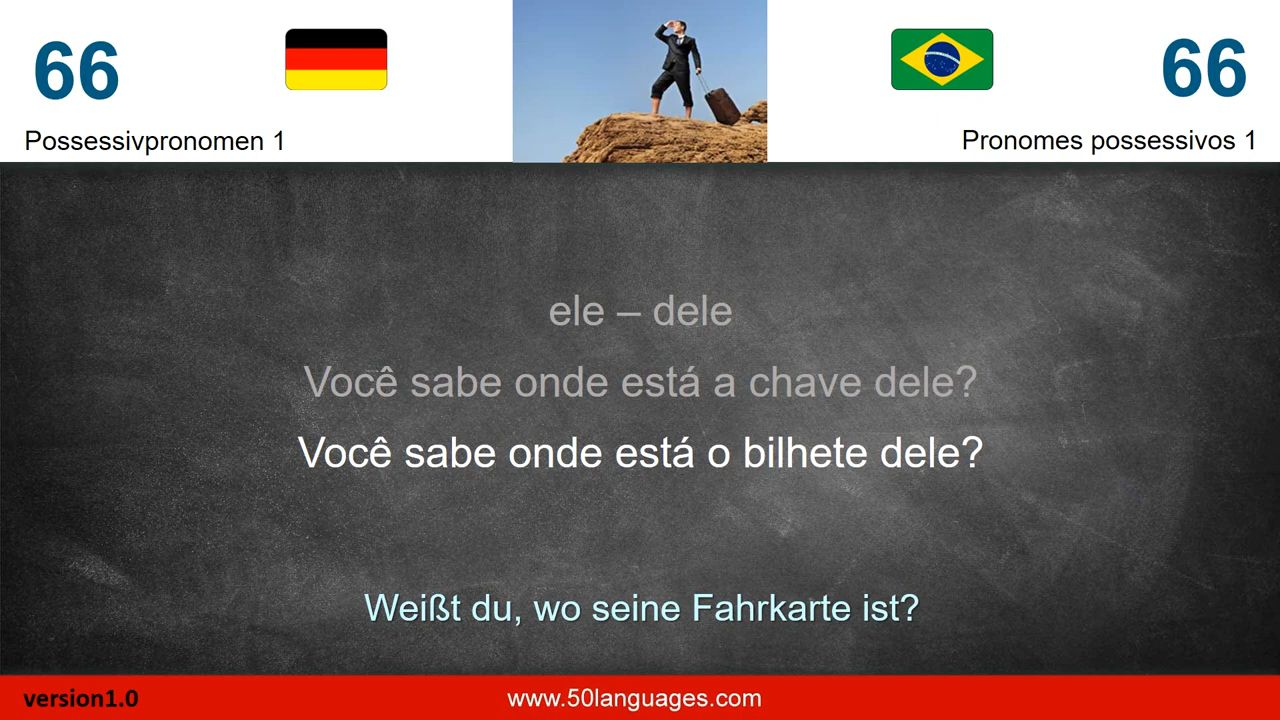 66
66
Possessivpronomen 1
Pronomes possessivos 1
ele – dele
Você sabe onde está a chave dele?
Você sabe onde está o bilhete dele?
Weißt du, wo seine Fahrkarte ist?
version1.0
www.50languages.com